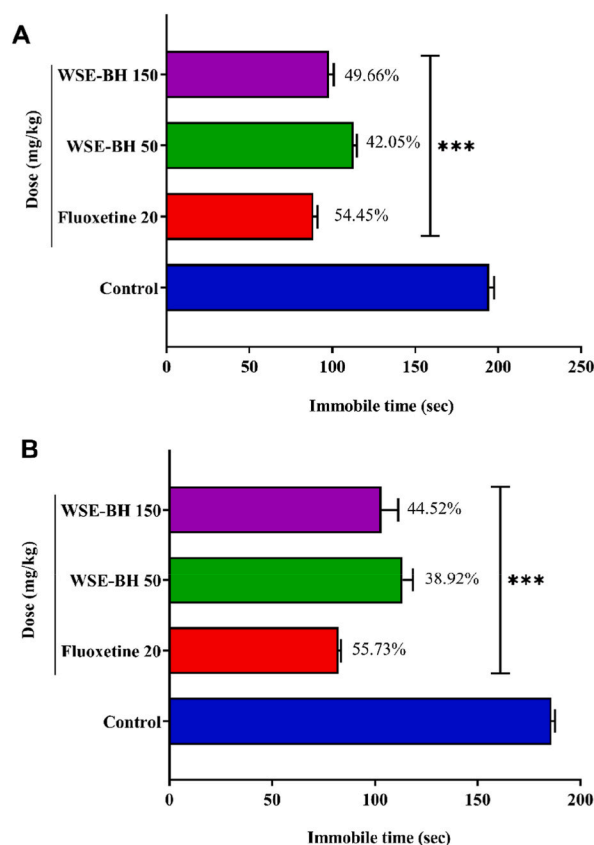 A
Dose (mg/kg)
WSE-BH 150
49.66%
WSE-BH 50
42.05%
***
Fluoxetine 20
54.45%
Control
0 50 100 150 200 250
Immobile time (sec)
B
Dose (mg/kg)
WSE-BH 150
44.52%
WSE-BH 50
38.92%
***
Fluoxetine 20
55.73%
Control
0 50 100 150 200
Immobile time (sec)